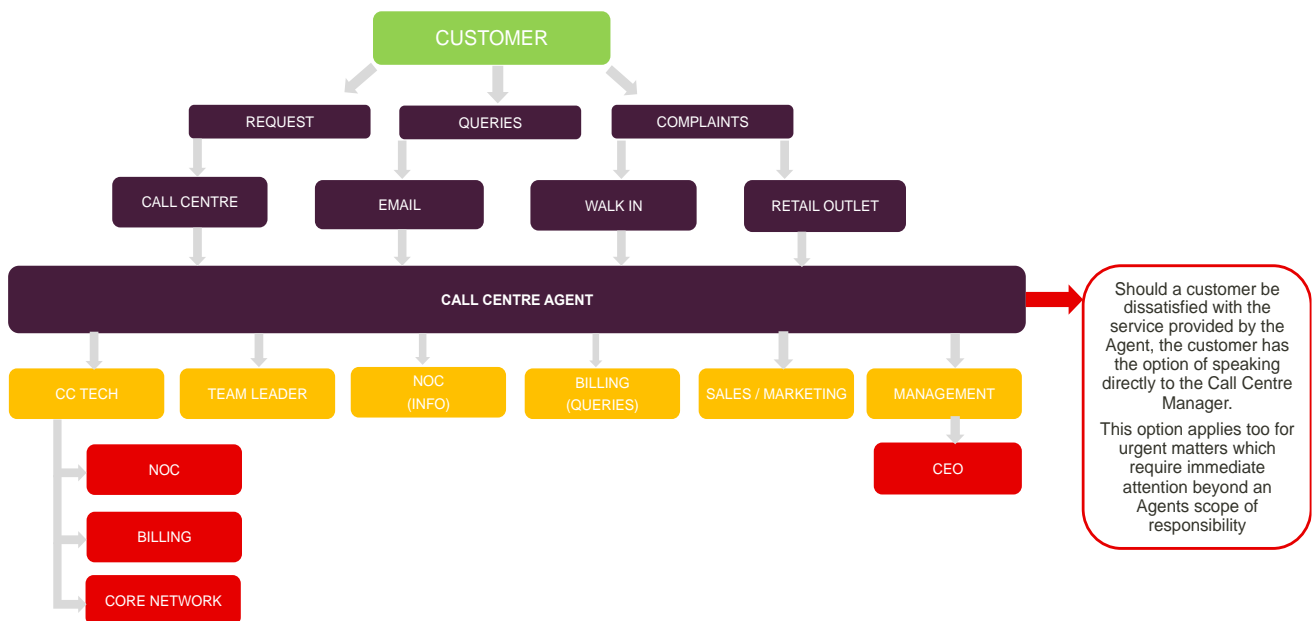 CUSTOMER
REQUEST
QUERIES
COMPLAINTS
CALL CENTRE
EMAIL
WALK IN
RETAIL OUTLET
CALL CENTRE AGENT
Should a customer be
dissatisfied with the
service provided by the
Agent, the customer has
the option of speaking
directly to the Call Centre
Manager.
This option applies too for
urgent matters which
require immediate
attention beyond an
Agents scope of
responsibility
CC TECH
TEAM LEADER
NOC
(INFO)
BILLING
(QUERIES)
SALES / MARKETING
MANAGEMENT
NOC
CEO
BILLING
CORE NETWORK